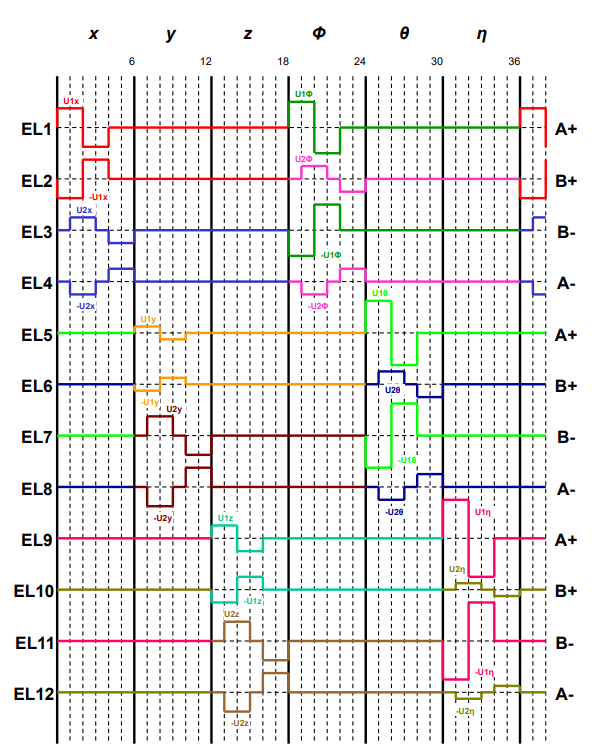 x y z Φ θ η
6 12 18 24 30 36
U1x U1Φ
EL1 A+
U2Φ
EL2 B+
-U1x
U2x
EL3 B-
-U1Φ
EL4 A-
-U2x -U2Φ
U1θ
U1y
EL5 A+
EL6 B+
U2θ
-U1y
U2y
EL7 B-
-U1θ
EL8 A-
-U2y -U2θ
U1z U1η
EL9 A+
U2η
EL10 B+
-U1z
U2z
EL11 B-
-U1η
EL12 A-
-U2η
-U2z